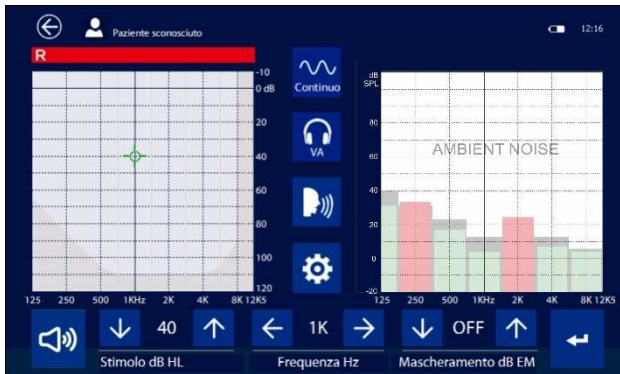 Paziente sconosciuto
12:16
R
-10
0 dB
20
40
60
80
100
120
125 250 500 1KHz 2K 4K 8K 12K5
Continuo
VA
dB
SPL
80
60
40
20
0
-20
AMBIENT NOISE
125 250 500 1KHz 2K 4K 8K 12K5
40
1K
OFF
Stimolo dB HL
Frequenza Hz
Mascheramento dB EM